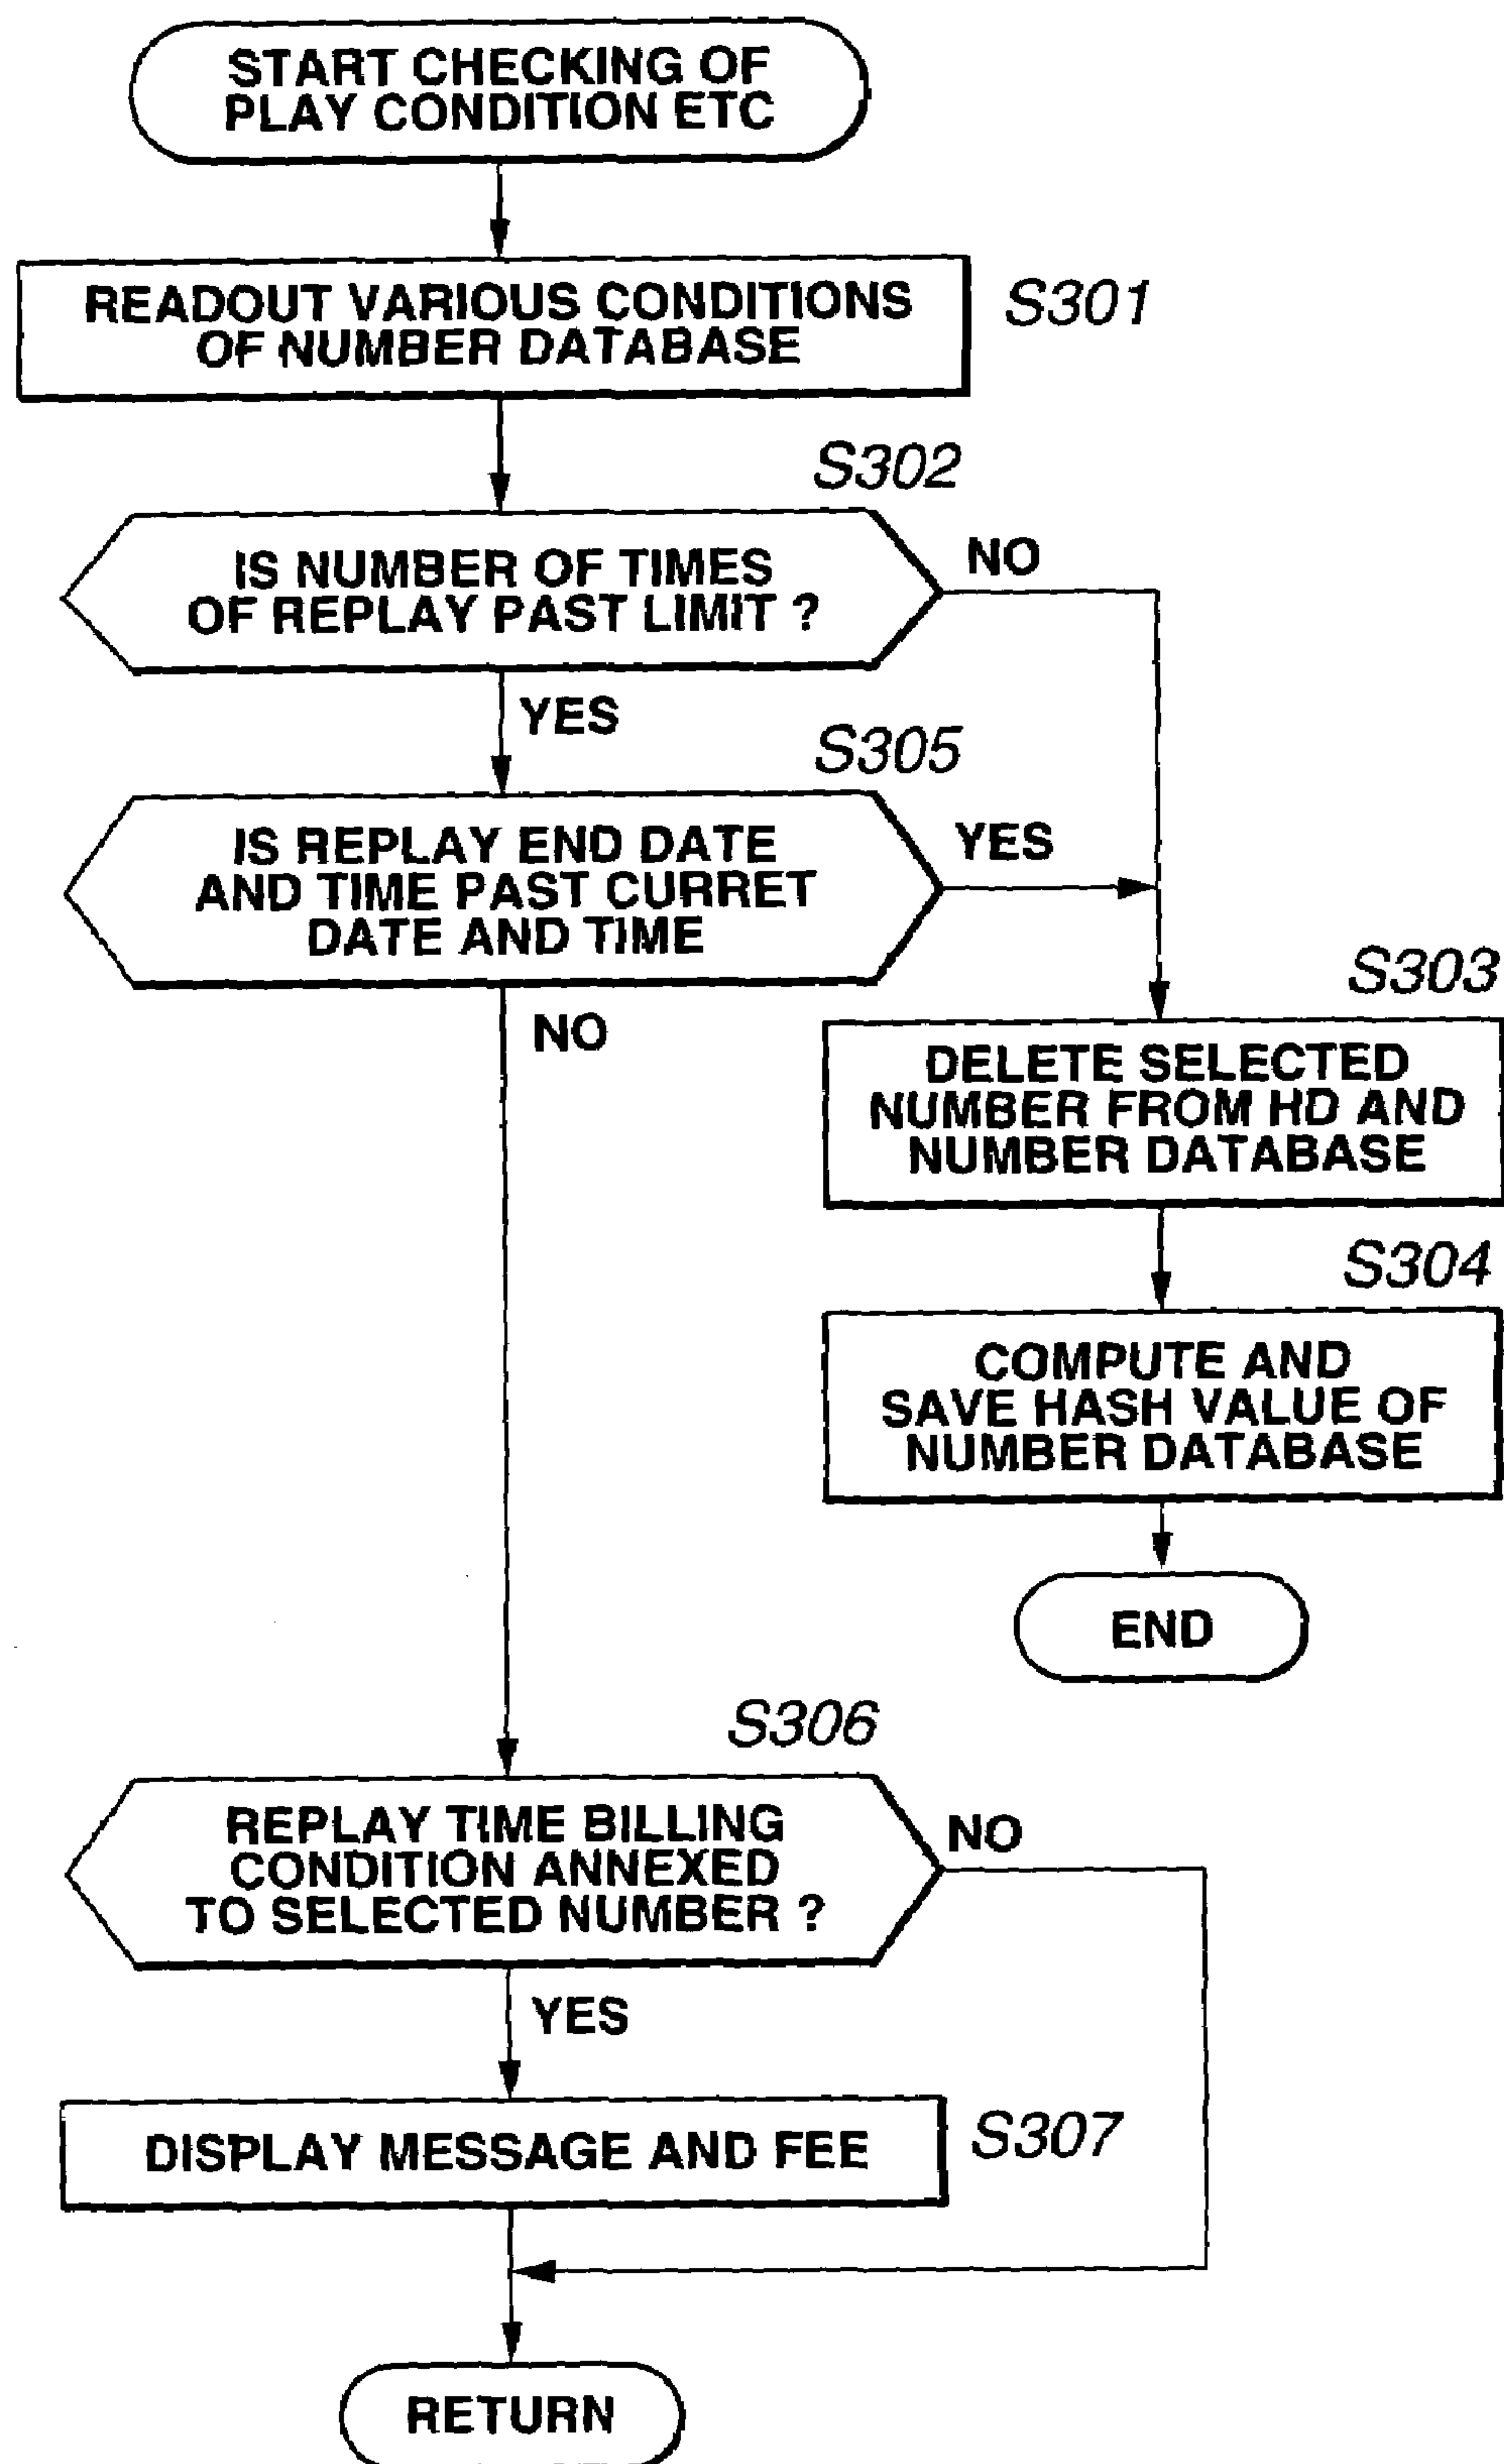 START CHECKING OF
PLAY CONDITION ETC
READOUT VARIOUS CONDITIONS
OF NUMBER DATABASE
S301
S302
IS NUMBER OF TIMES
OF REPLAY PAST LIMIT ?
NO
YES
S305
IS REPLAY END DATE
AND TIME PAST CURRET
DATE AND TIME
YES
NO
S303
DELETE SELECTED
NUMBER FROM HD AND
NUMBER DATABASE
S304
COMPUTE AND
SAVE HASH VALUE OF
NUMBER DATABASE
END
S306
REPLAY TIME BILLING
CONDITION ANNEXED
TO SELECTED NUMBER ?
NO
YES
DISPLAY MESSAGE AND FEE
S307
RETURN